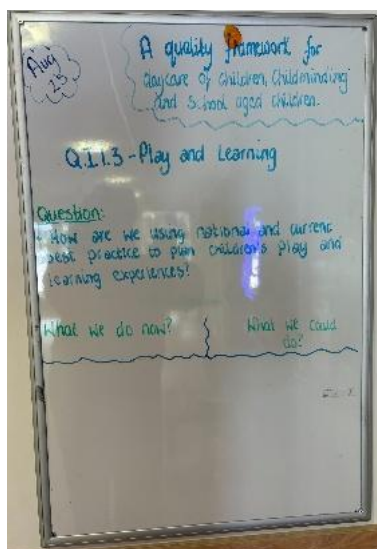 Aug
25
A quality framework for
daycare of children, Childminding
and School aged children.
Q.I 1.3 - Play and Learning
Question:
How are we using national and current
best practice to plan children's play and
learning experiences?
What we do now?
What we could
do?